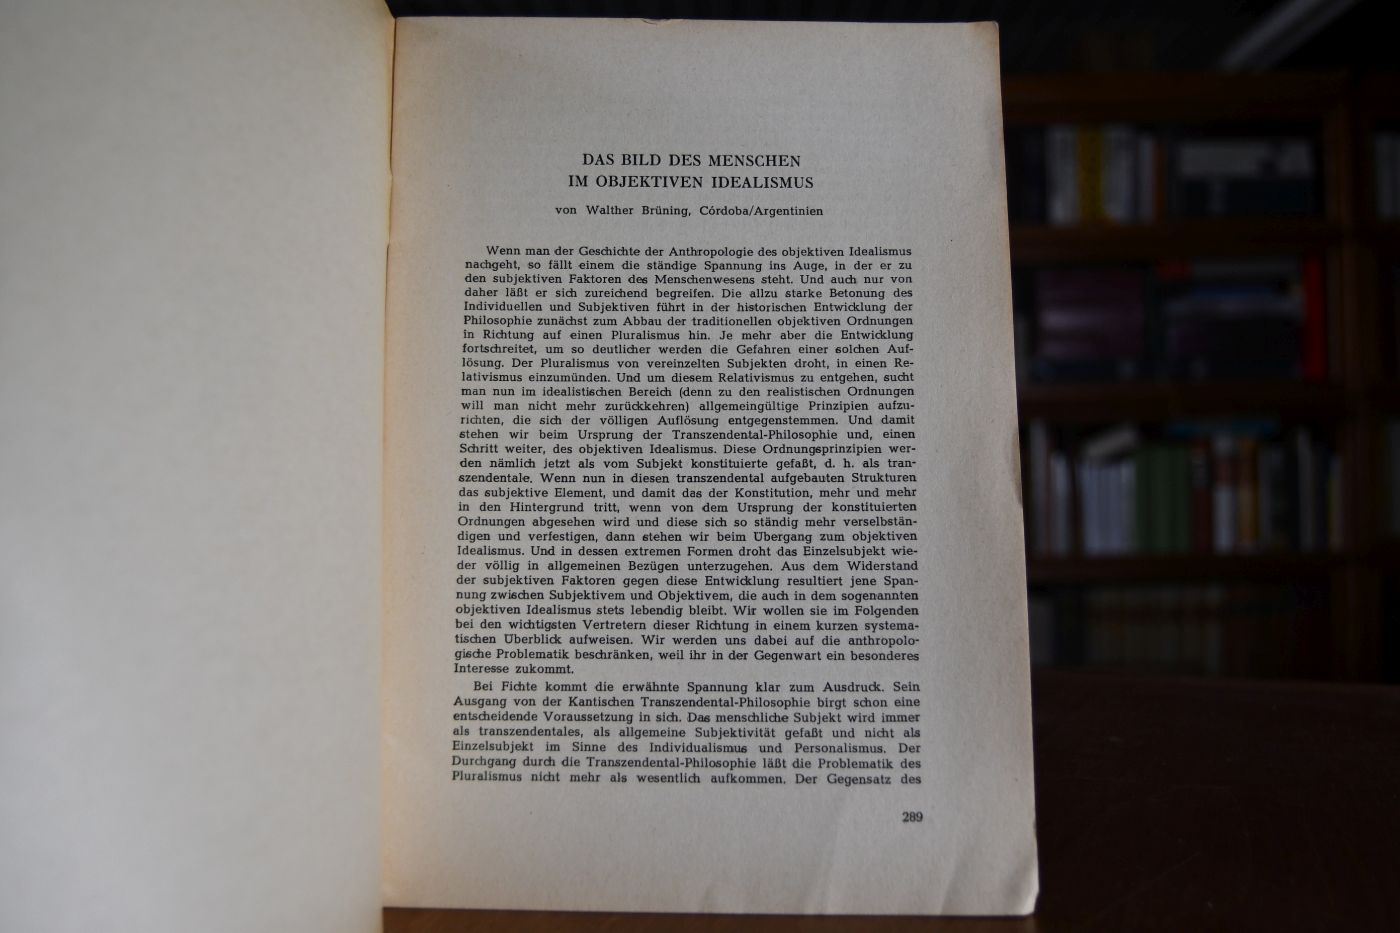 DAS BILD DES MENSCHEN
IM OBJEKTIVEN IDEALISMUS
von Walther Brüning, Córdoba/Argentinien
Wenn man der Geschichte der Anthropologie des objektiven Idealismus
nachgeht, so fällt einem die ständige Spannung ins Auge, in der er zu
den subjektiven Faktoren des Menschenwesens steht. Und auch nur von
daher läßt er sich zureichend begreifen. Die allzu starke Betonung des
Individuellen und Subjektiven führt in der historischen Entwicklung der
Philosophie zunächst zum Abbau der traditionellen objektiven Ordnungen
in Richtung auf einen Pluralismus hin. Je mehr aber die Entwicklung
fortschreitet, um so deutlicher werden die Gefahren einer solchen Auf-
lösung. Der Pluralismus von vereinzelten Subjekten droht, in einen Re-
lativismus einzumünden. Und um diesem Relativismus zu entgehen, sucht
man nun im idealistischen Bereich (denn zu den realistischen Ordnungen
will man nicht mehr zurückkehren) allgemeingültige Prinzipien aufzu-
richten, die sich der völligen Auflösung entgegenstemmen. Und damit
stehen wir beim Ursprung der Transzendental-Philosophie und, einen
Schritt weiter, des objektiven Idealismus. Diese Ordnungsprinzipien wer-
den nämlich jetzt als vom Subjekt konstituierte gefaßt, d. h. als tran-
szendentale. Wenn nun in diesen transzendental aufgebauten Strukturen
das subjektive Element, und damit das der Konstitution, mehr und mehr
in den Hintergrund tritt, wenn von dem Ursprung der konstituierten
Ordnungen abgesehen wird und diese sich so ständig mehr verselbstän-
digen und verfestigen, dann stehen wir beim Übergang zum objektiven
Idealismus. Und in dessen extremen Formen droht das Einzelsubjekt wie-
der völlig in allgemeinen Bezügen unterzugehen. Aus dem Widerstand
der subjektiven Faktoren gegen diese Entwicklung resultiert jene Span-
nung zwischen Subjektivem und Objektivem, die auch in dem sogenannten
objektiven Idealismus stets lebendig bleibt. Wir wollen sie im Folgenden
bei den wichtigsten Vertretern dieser Richtung in einem kurzen systema-
tischen Überblick aufweisen. Wir werden uns dabei auf die anthropolo-
gische Problematik beschränken, weil ihr in der Gegenwart ein besonderes
Interesse zukommt.
Bei Fichte kommt die erwähnte Spannung klar zum Ausdruck. Sein
Ausgang von der Kantischen Transzendental-Philosophie birgt schon eine
entscheidende Voraussetzung in sich. Das menschliche Subjekt wird immer
als transzendentales, als allgemeine Subjektivität gefaßt und nicht als
Einzelsubjekt im Sinne des Individualismus und Personalismus. Der
Durchgang durch die Transzendental-Philosophie läßt die Problematik des
Pluralismus nicht mehr als wesentlich aufkommen. Der Gegensatz des
289